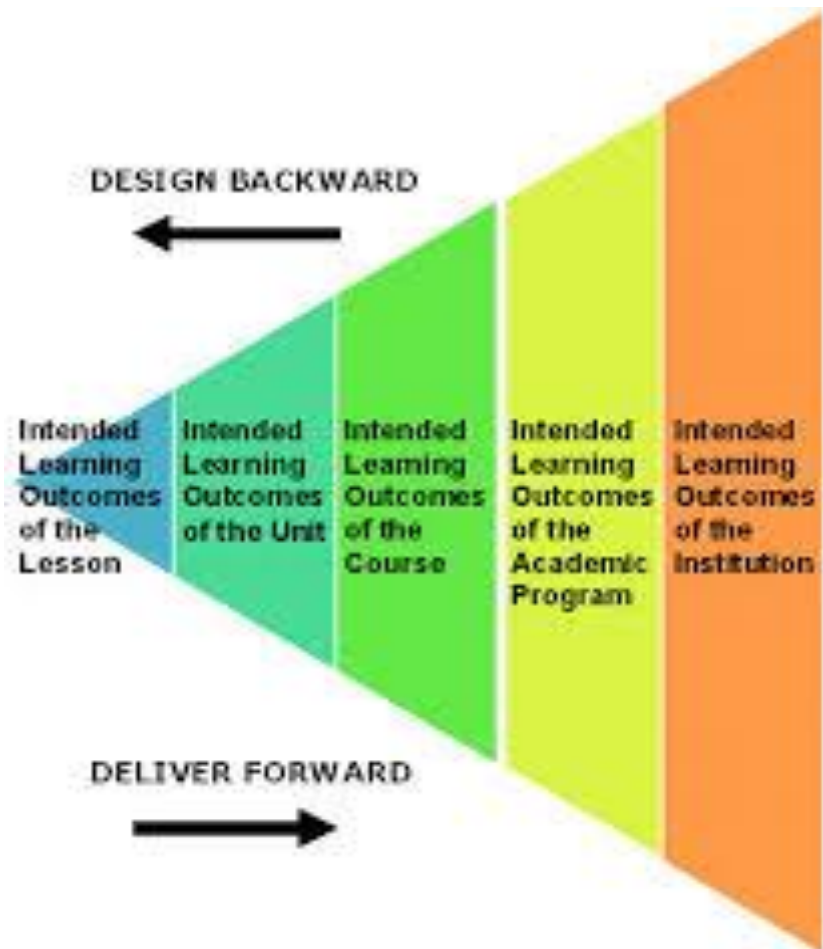 DESIGN BACKWARD
Intended
Learning
Outcomes
of the
Lesson
Intended
Learning
Outcomes
of the Unit
Intended
Learning
Outcomes
of the
Course
Intended
Learning
Outcomes
of the
Academic
Program
Intended
Learning
Outcomes
of the
Institution
DELIVER FORWARD